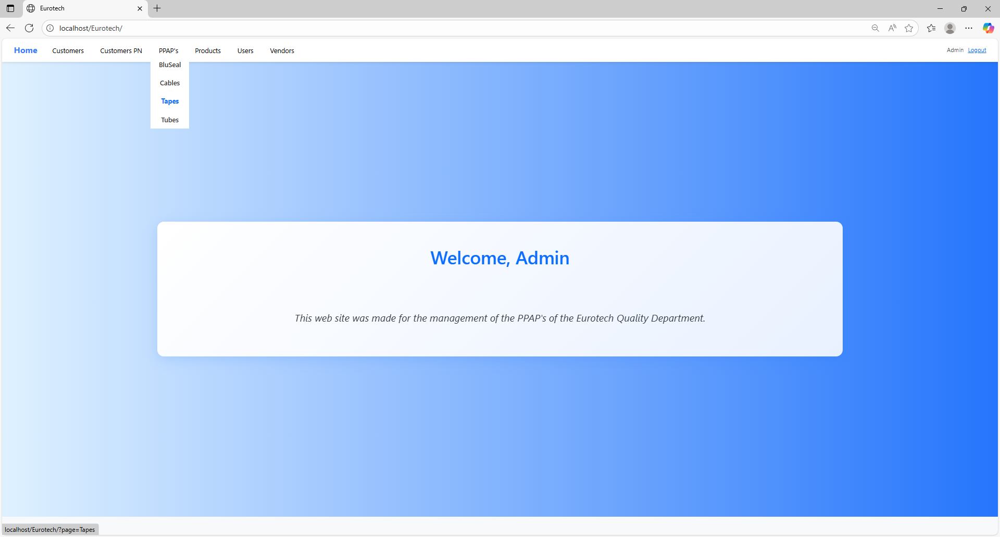 Eurotech
localhost/Eurotech/
Home Customers Customers PN PPAP's Products Users Vendors Admin Logout
BluSeal
Cables
Tapes
Tubes
Welcome, Admin
This web site was made for the management of the PPAP's of the Eurotech Quality Department.
localhost/Eurotech/?page=Tapes